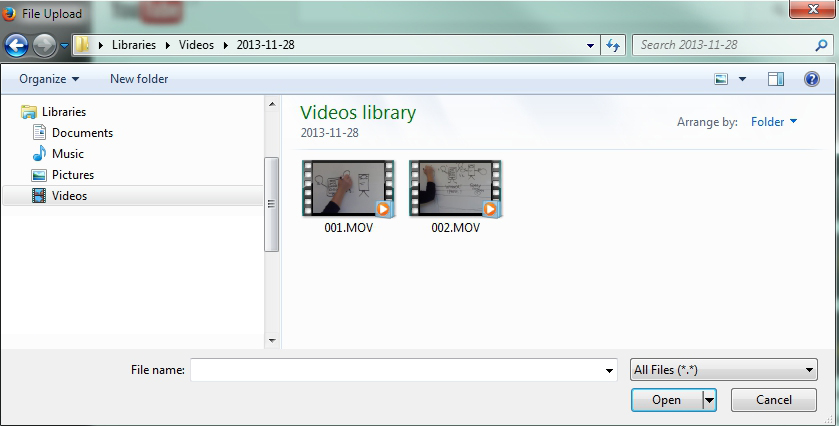 File Upload
Libraries Videos 2013-11-28
Search 2013-11-28
Organize New folder
Libraries
Documents
Music
Pictures
Videos
Videos library
2013-11-28
Arrange by: Folder
001.MOV 002.MOV
File name:
All Files (*.*)
Open Cancel